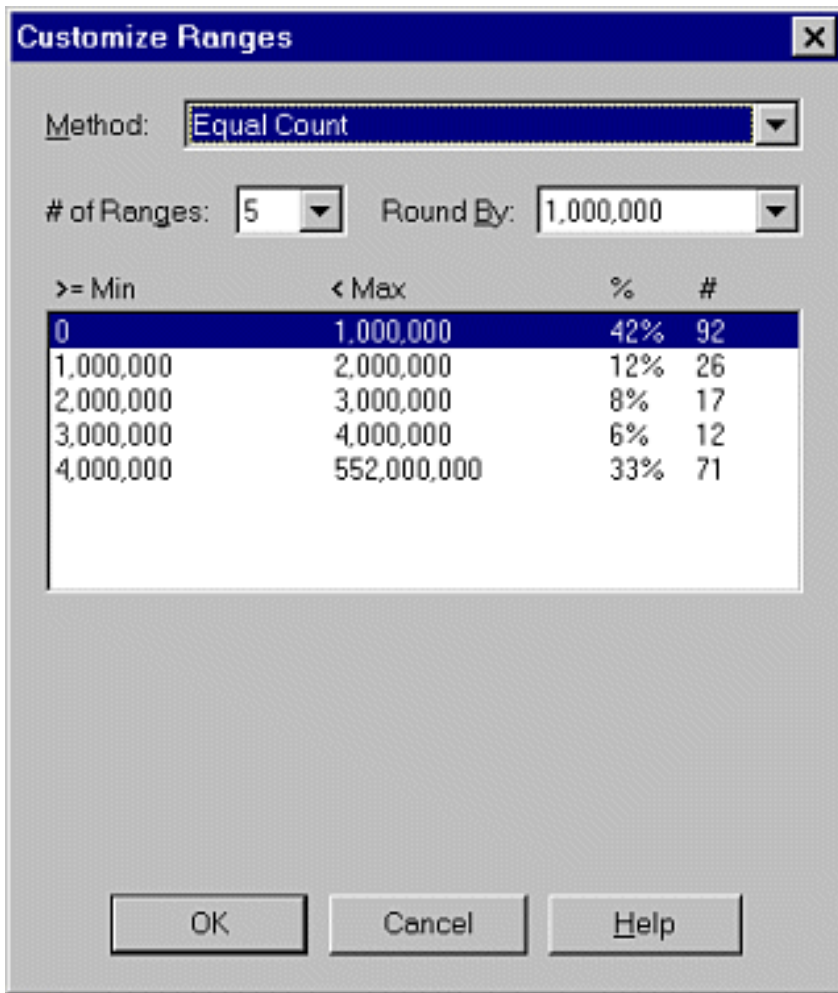 Customize Ranges
Method: Equal Count
# of Ranges: 5 Round By: 1,000,000
>= Min < Max % #
0 1,000,000 42% 92
1,000,000 2,000,000 12% 26
2,000,000 3,000,000 8% 17
3,000,000 4,000,000 6% 12
4,000,000 552,000,000 33% 71
OK Cancel Help